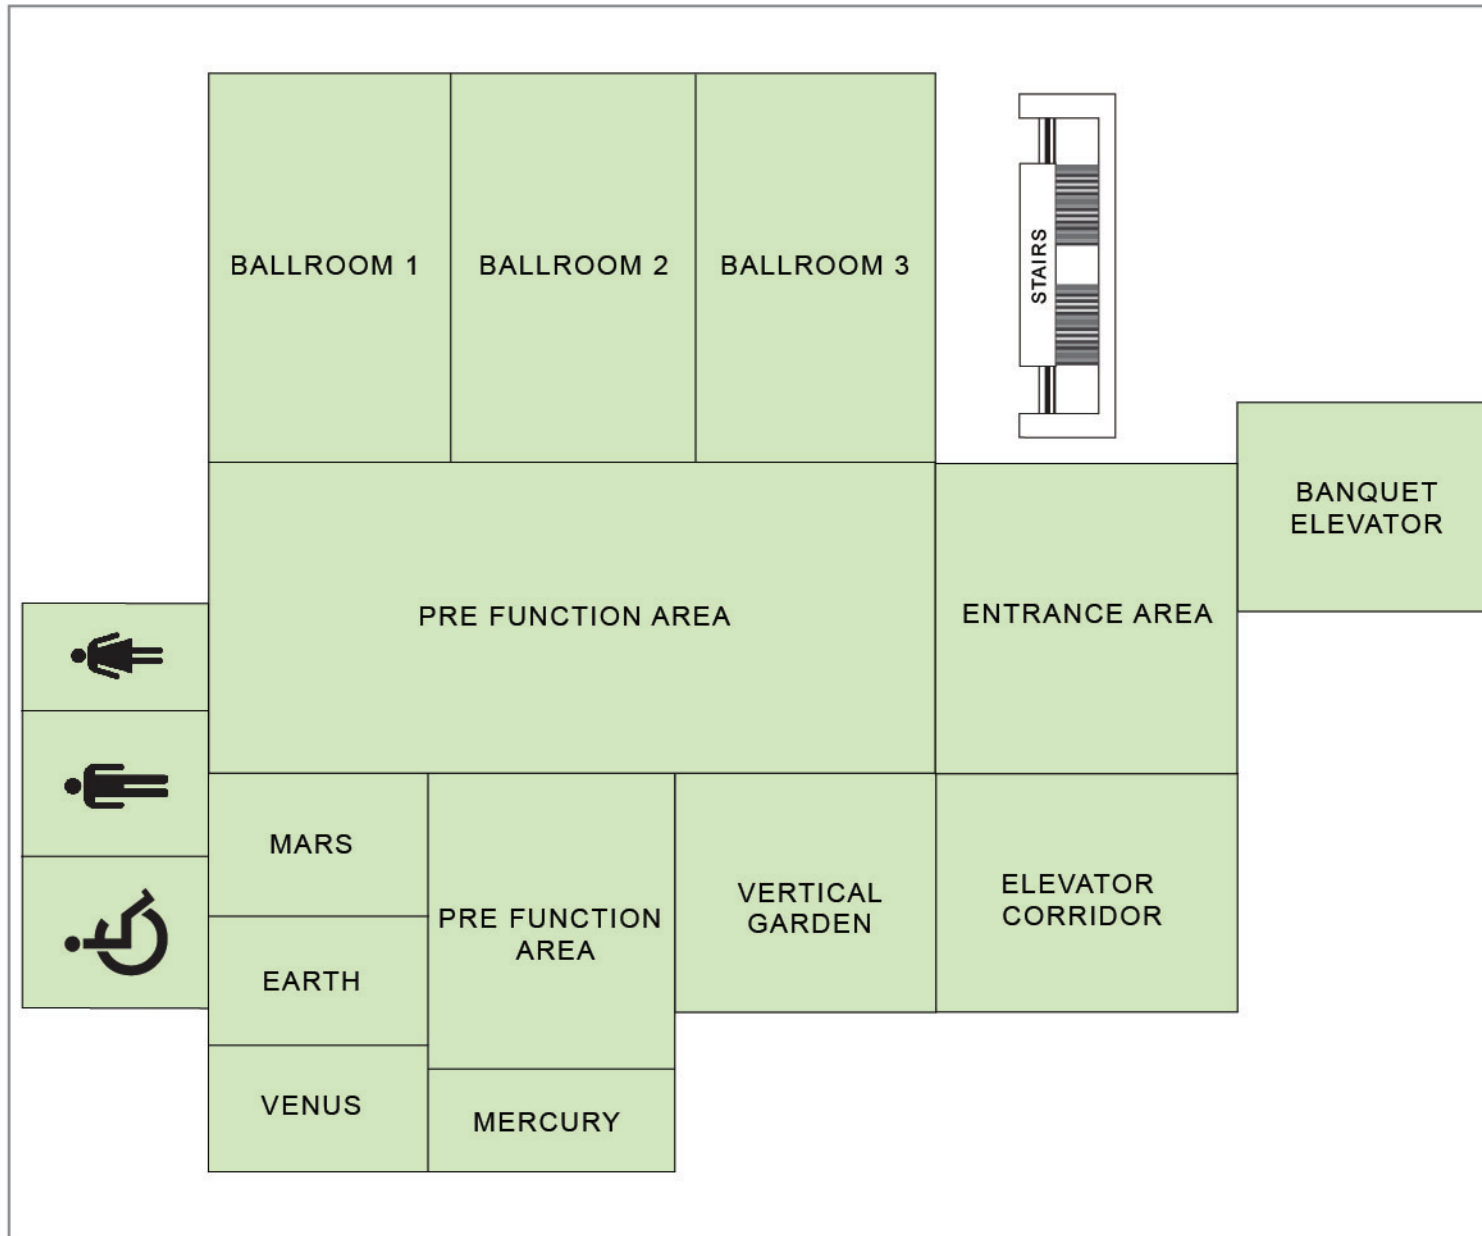 BALLROOM 1
BALLROOM 2
BALLROOM 3
STAIRS
BANQUET
ELEVATOR
PRE FUNCTION AREA
ENTRANCE AREA
MARS
PRE FUNCTION
AREA
VERTICAL
GARDEN
ELEVATOR
CORRIDOR
EARTH
VENUS
MERCURY